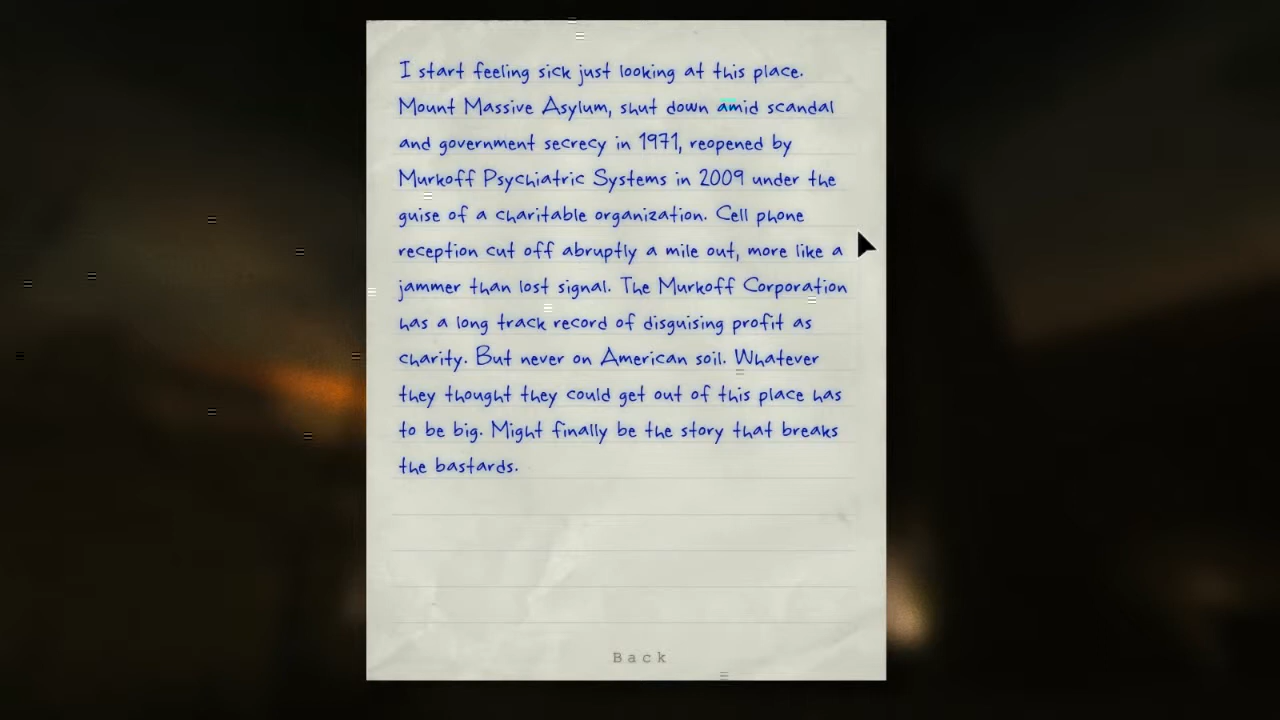 I start feeling sick just looking at this place.
Mount Massive Asylum, shut down amid scandal
and government secrecy in 1971, reopened by
Murkoff Psychiatric Systems in 2009 under the
guise of a charitable organization. Cell phone
reception cut off abruptly a mile out, more like a
jammer than lost signal. The Murkoff Corporation
has a long track record of disguising profit as
charity. But never on American soil. Whatever
they thought they could get out of this place has
to be big. Might finally be the story that breaks
the bastards.
Back